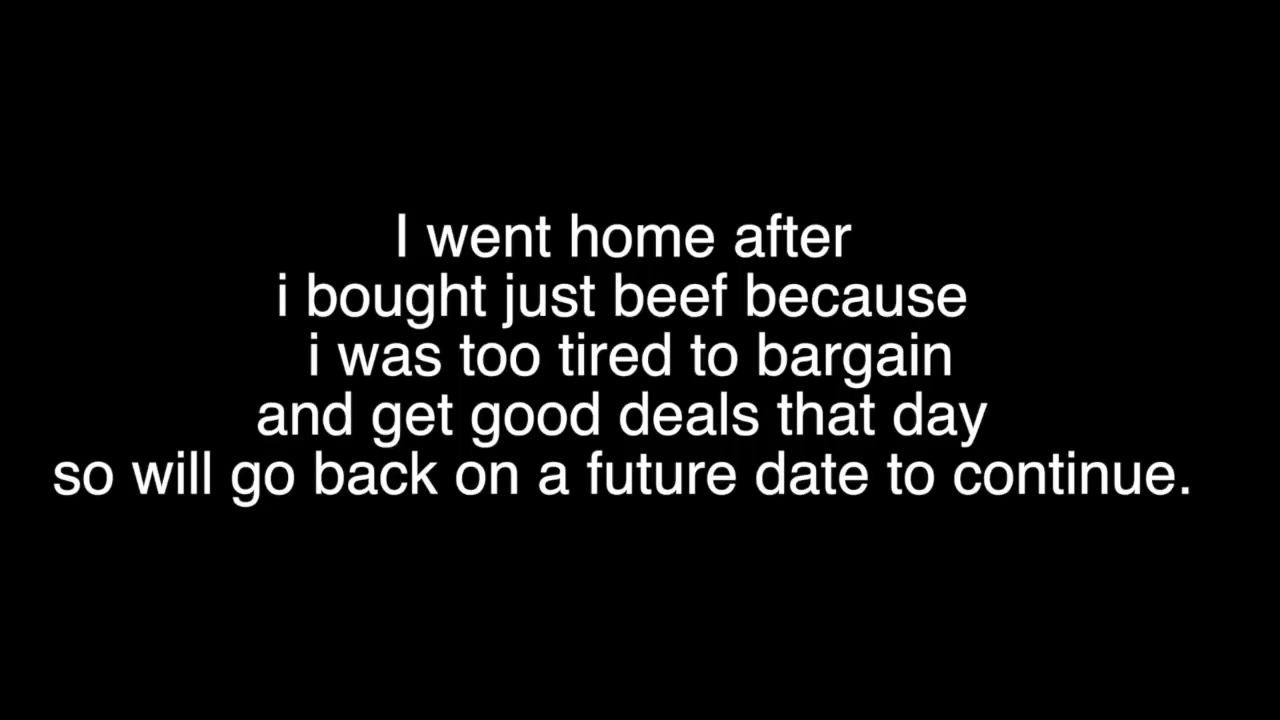 I went home after
i bought just beef because
i was too tired to bargain
and get good deals that day
so will go back on a future date to continue.